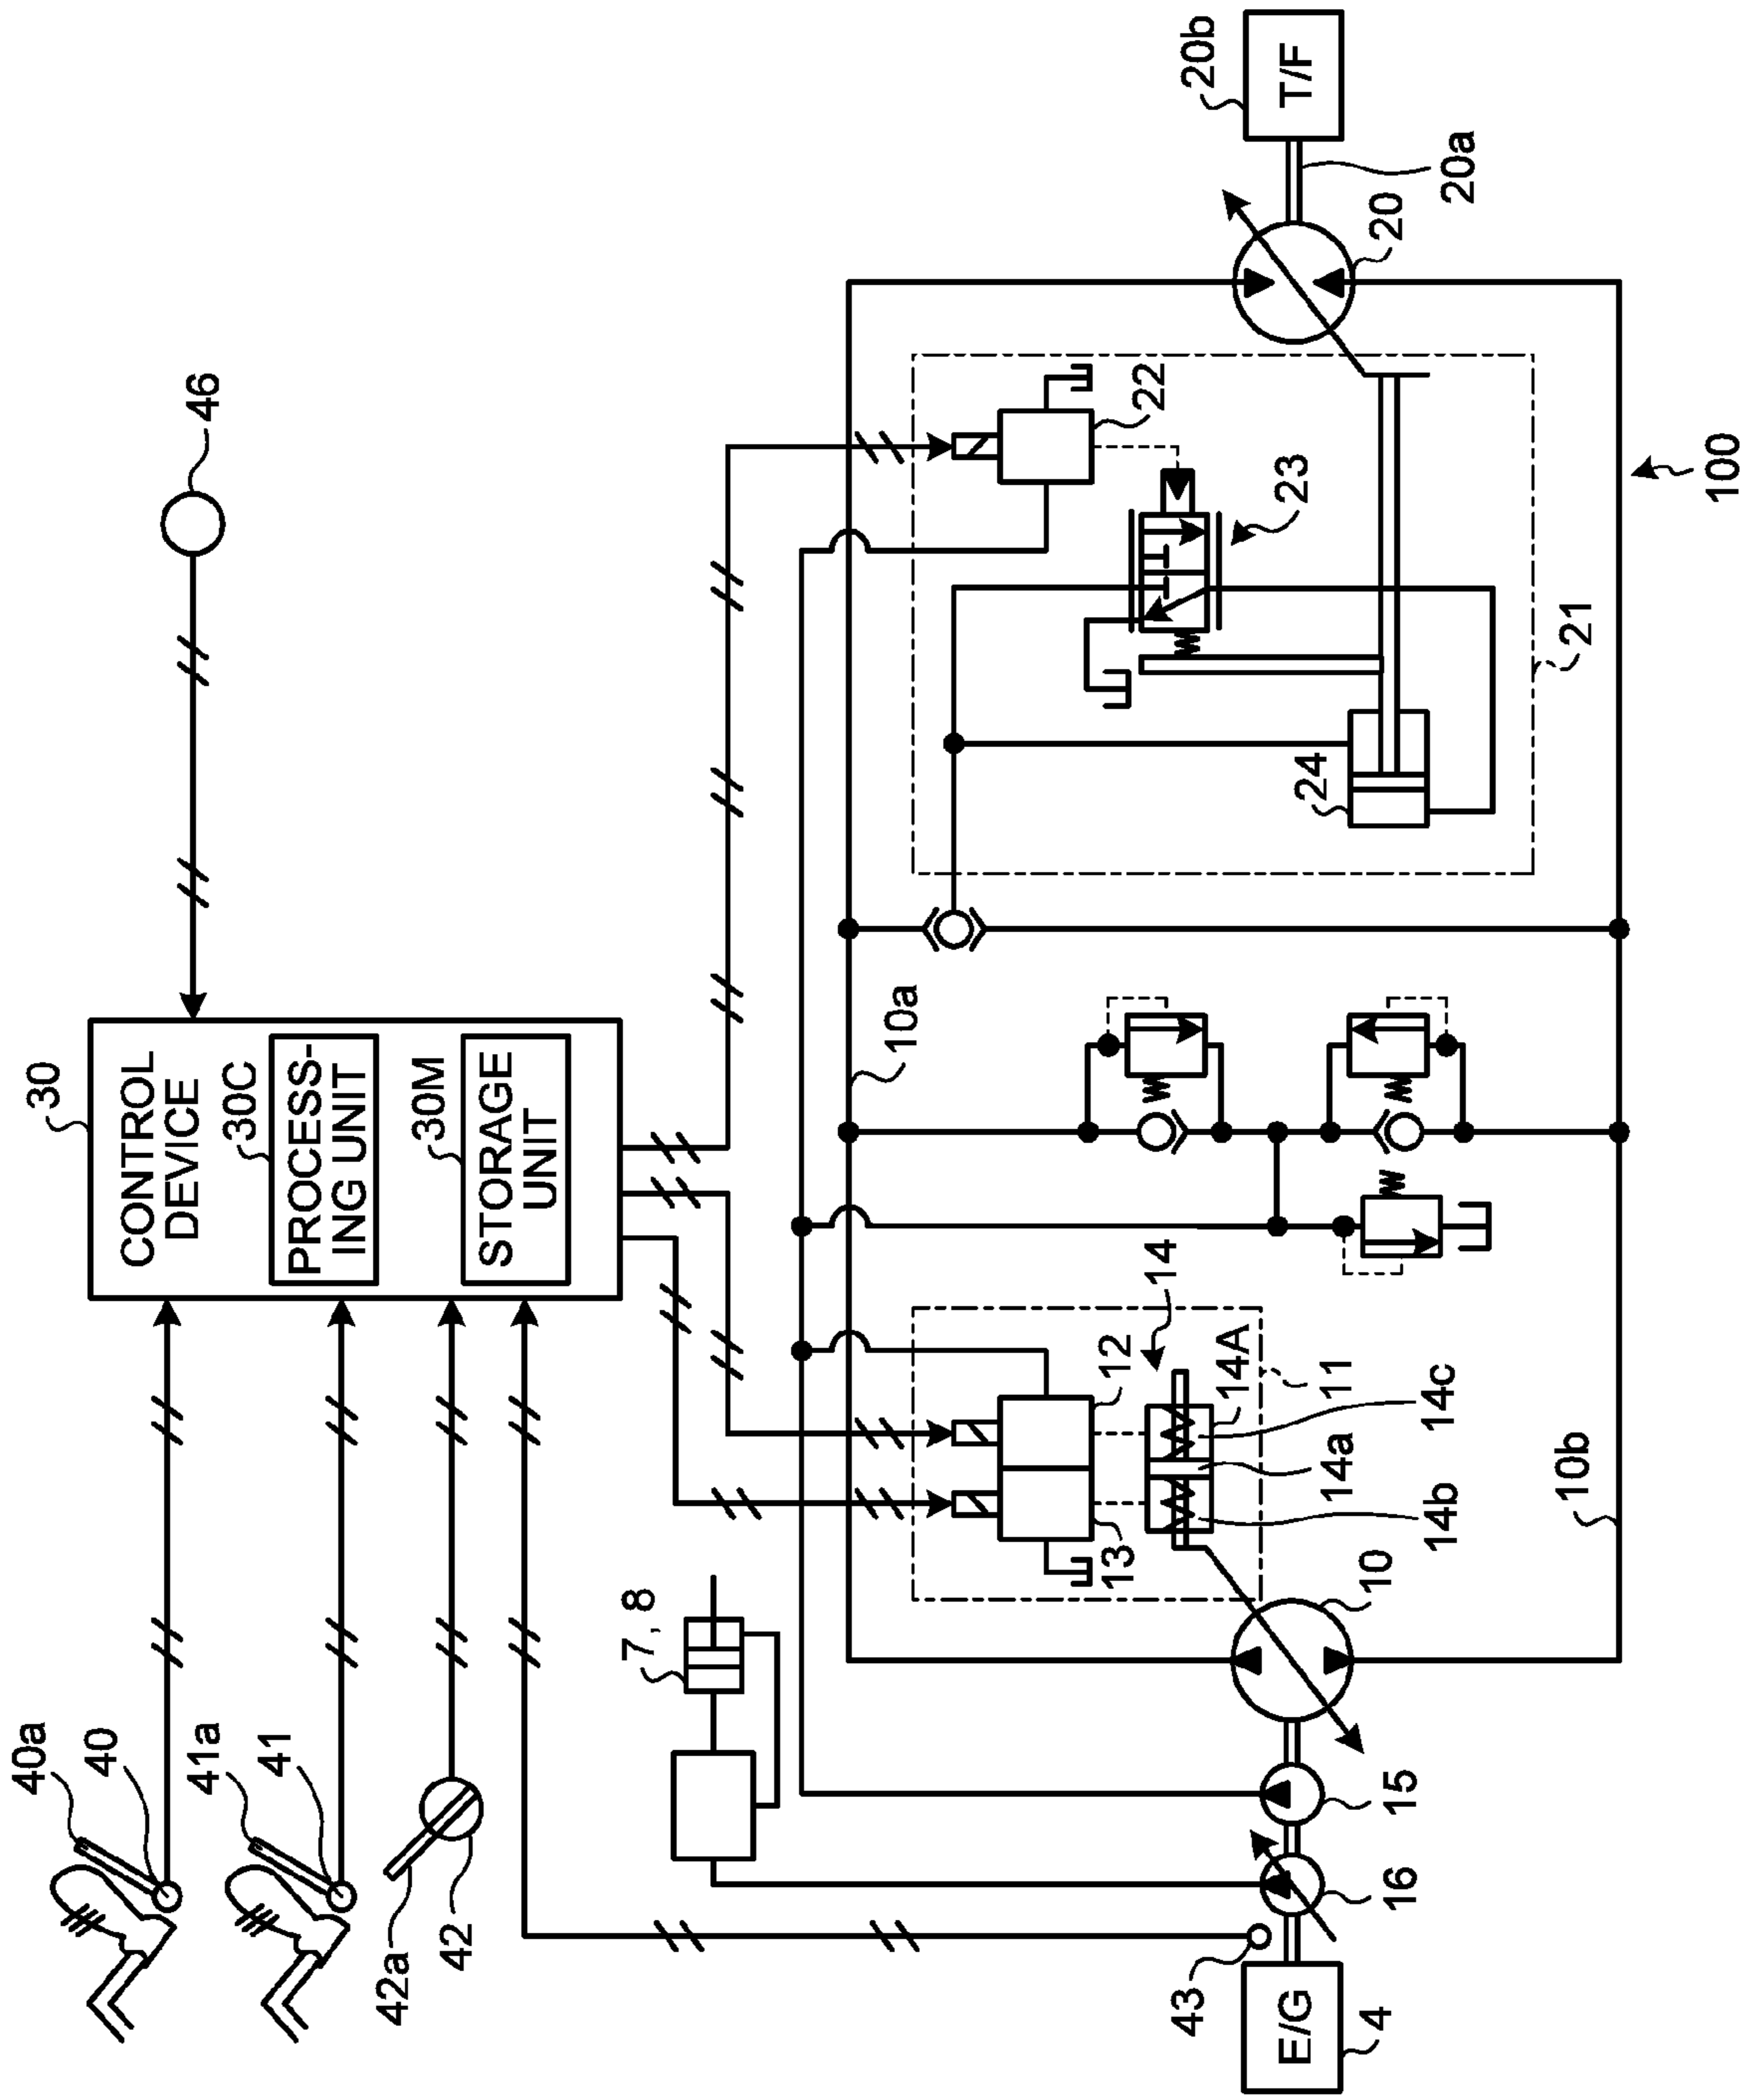 40a
40
41a
41
42a
42
43
E/G
4
16
15
10
7, 8
30
CONTROL
DEVICE
30C
PROCESS-
ING UNIT
30M
STORAGE
UNIT
46
13
12
14
14A
11
14c
14a
14b
10a
10b
22
23
24
21
20
20a
20b
T/F
100